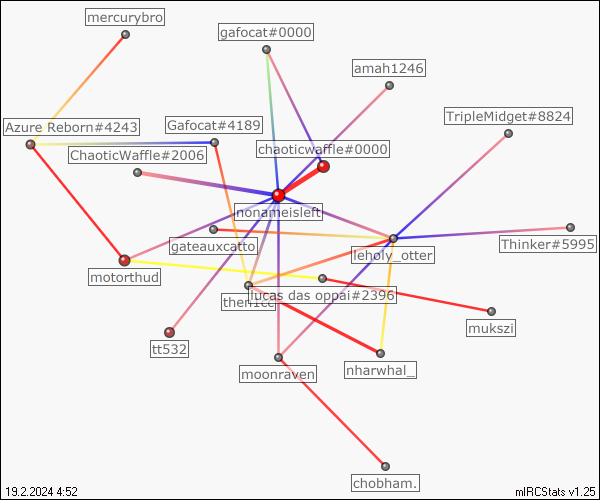 mercurybro
gafocat#0000
amah1246
TripleMidget#8824
Azure Reborn#4243
Gafocat#4189
chaoticwaffle#0000
ChaoticWaffle#2006
nonameisleft
gateauxcatto
leholy_otter
Thinker#5995
motorthud
lucas das oppai#2396
mukszi
tt532
moonraven
nharwhal_
chobham.
19.2.2024 4:52
mIRCStats v1.25